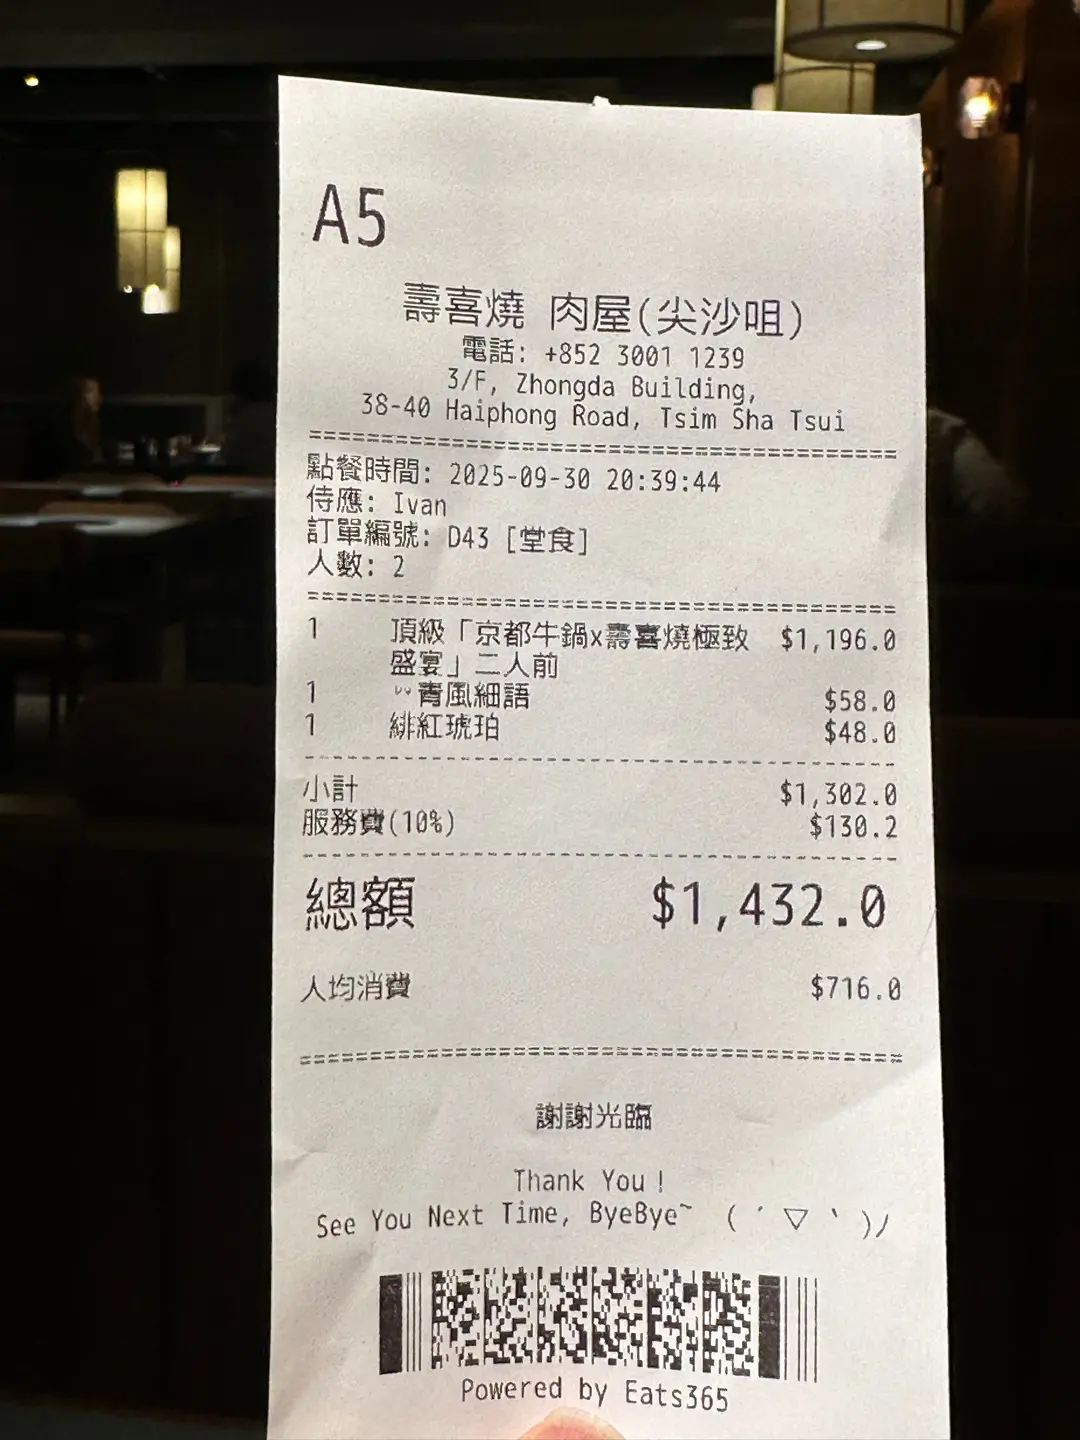 A5
壽喜燒 肉屋(尖沙咀)
電話: +852 3001 1239
3/F, Zhongda Building,
38-40 Haiphong Road, Tsim Sha Tsui
點餐時間: 2025-09-30 20:39:44
侍應: Ivan
訂單編號: D43 [堂食]
人數: 2
1 頂級「京都牛鍋x壽喜燒極致 $1,196.0
盛宴」二人前
1 青風細語 $58.0
1 緋紅琥珀 $48.0
小計 $1,302.0
服務費(10%) $130.2
總額 $1,432.0
人均消費 $716.0
謝謝光臨
Thank You !
See You Next Time, ByeBye~ ( ´ ▽ ` )ﾉ
Powered by Eats365